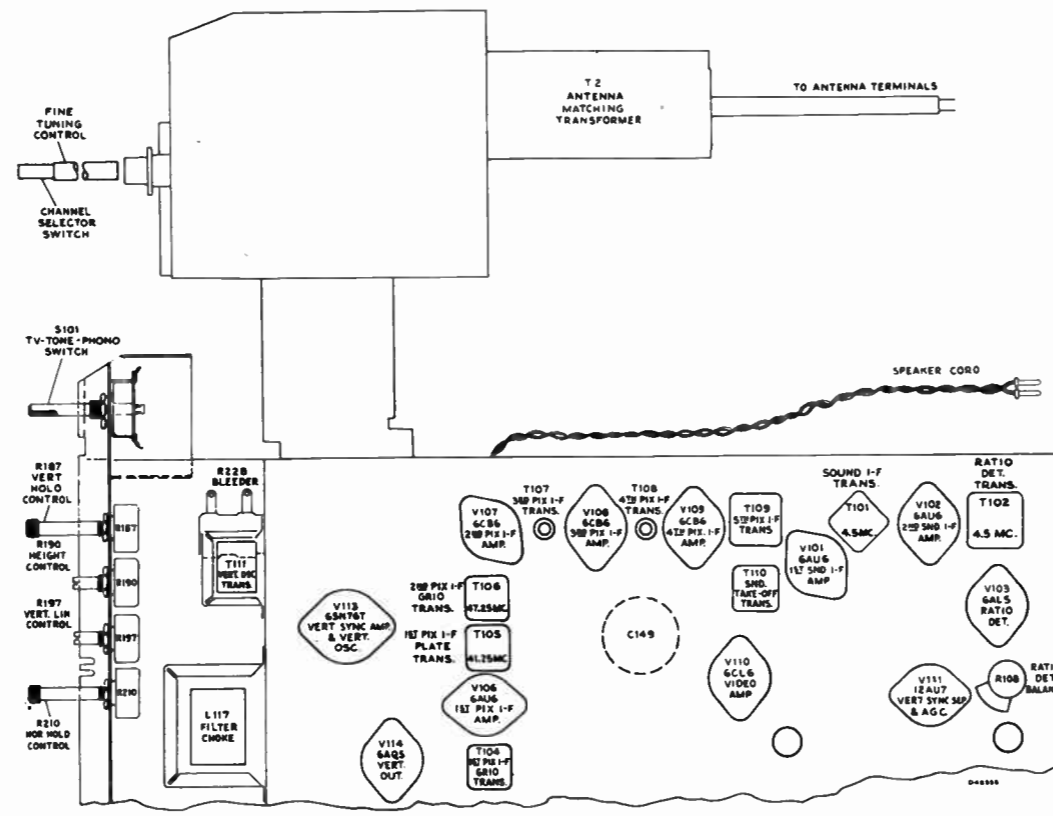 T2
ANTENNA
MATCHING
TRANSFORMER
TO ANTENNA TERMINALS
FINE
TUNING
CONTROL
CHANNEL
SELECTOR
SWITCH
S101
TV-TONE-PHONO
SWITCH
SPEAKER CORD
R187
VERT
HOLD
CONTROL
R187
R190
HEIGHT
CONTROL
R190
R197
VERT. LIN
CONTROL
R197
R210
R210
HOR HOLD
CONTROL
R228
BLEEDER
T111
VERT. OSC
TRANS.
L117
FILTER
CHOKE
V113
6SN7GT
VERT SYNC AMP.
& VERT.
OSC.
V114
6AQ5
VERT.
OUT.
V107
6CB6
2ND PIX I-F
AMP.
T107
3RD PIX I-F
TRANS.
V108
6CB6
3RD PIX I-F
AMP.
T108
4TH PIX I-F
TRANS.
V109
6CB6
4TH PIX I-F
AMP.
T109
5TH PIX I-F
TRANS
T110
SND.
TAKE-OFF
TRANS.
2ND PIX I-F
GRID
TRANS.
T106
47.25MC.
1ST PIX I-F
PLATE
TRANS.
T105
41.25MC
V106
6AU6
1ST PIX I-F
AMP.
T104
1ST PIX I-F
GRID
TRANS.
C149
V110
6CL6
VIDEO
AMP
SOUND I-F
TRANS.
T101
4.5MC.
V101
6AU6
1ST SND I-F
AMP
V102
6AU6
2ND SND I-F
AMP.
RATIO
DET.
TRANS.
T102
4.5 MC.
V103
6AL5
RATIO
DET.
V111
12AU7
VERT SYNC SEP
& AGC
R108
RATI
DET
BALAN